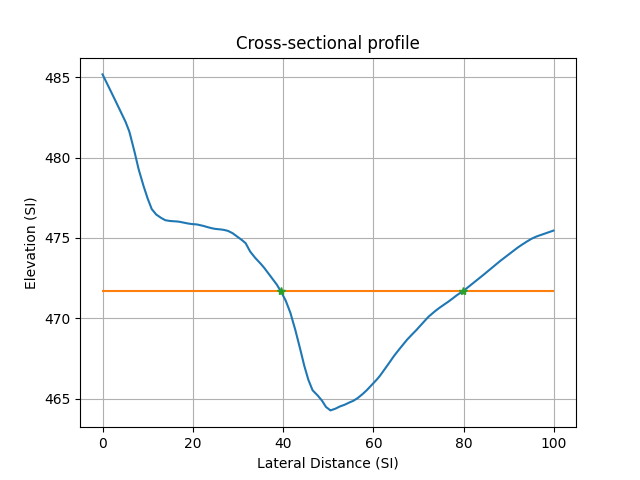 Cross-sectional profile
485
480
475
470
465
Elevation (SI)
0 20 40 60 80 100
Lateral Distance (SI)